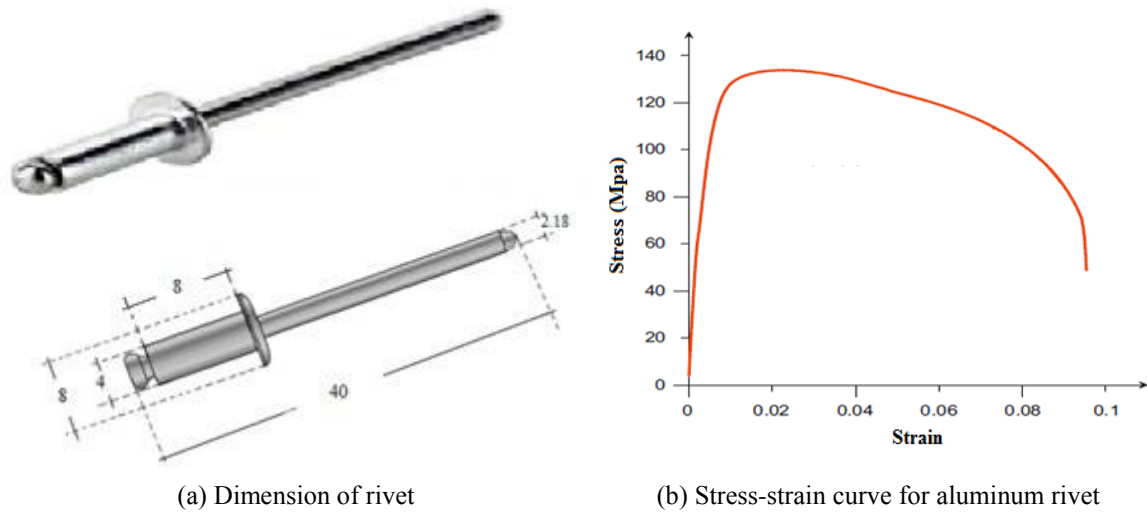 2.18
8
8
4
40
(a) Dimension of rivet
Stress (Mpa)
140
120
100
80
60
40
20
0
0 0.02 0.04 0.06 0.08 0.1
Strain
(b) Stress-strain curve for aluminum rivet